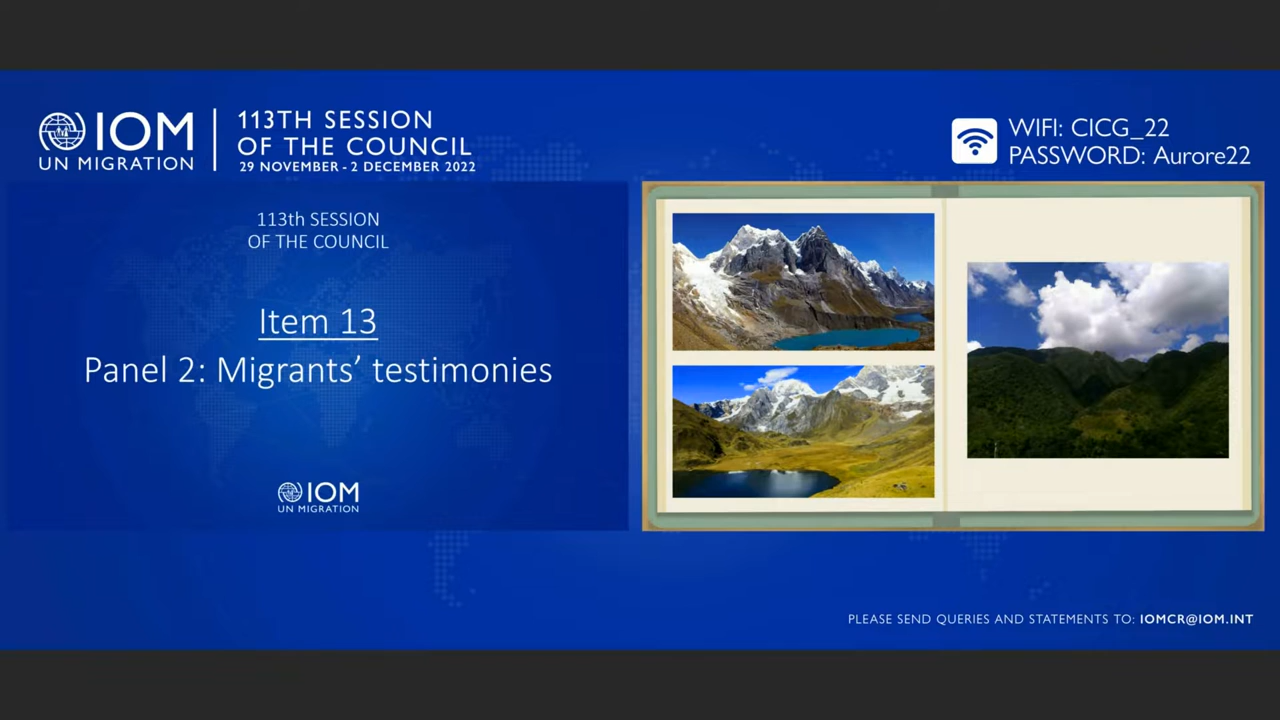 IOM
UN MIGRATION
113TH SESSION
OF THE COUNCIL
29 NOVEMBER - 2 DECEMBER 2022
WIFI: CICG_22
PASSWORD: Aurore22
113th SESSION
OF THE COUNCIL
Item 13
Panel 2: Migrants’ testimonies
IOM
UN MIGRATION
PLEASE SEND QUERIES AND STATEMENTS TO: IOMCR@IOM.INT